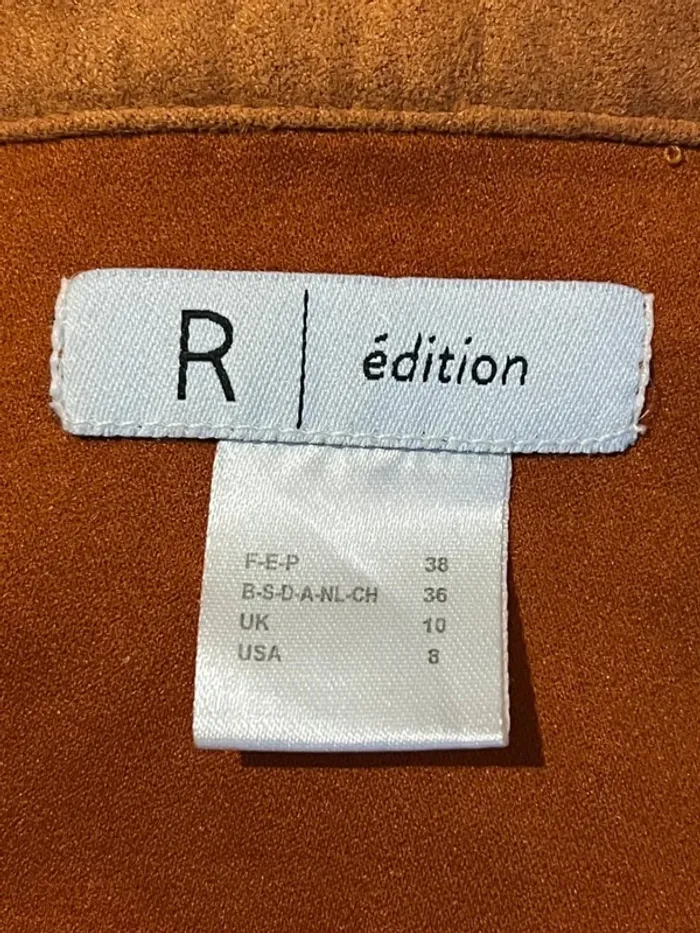 R | édition
F-E-P 38
B-S-D-A-NL-CH 36
UK 10
USA 8